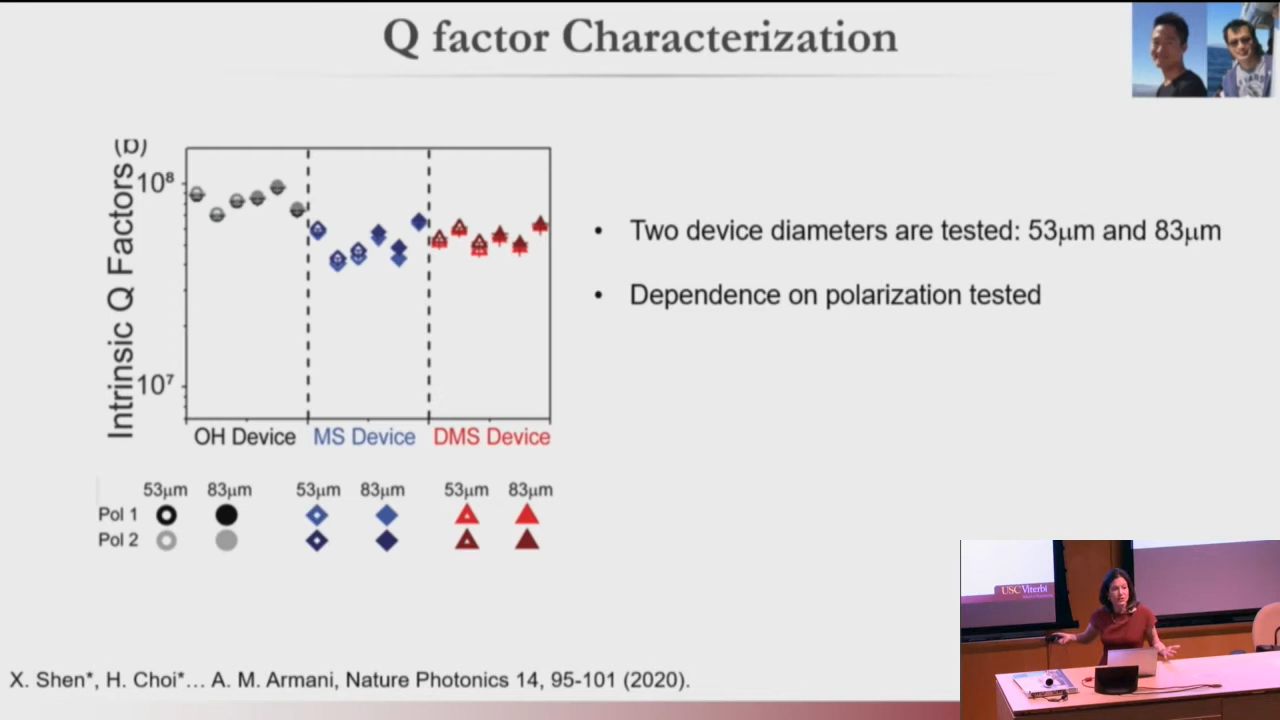 Q factor Characterization
(b)
Intrinsic Q Factors
10⁸
10⁷
OH Device MS Device DMS Device
53μm 83μm 53μm 83μm 53μm 83μm
Pol 1
Pol 2
• Two device diameters are tested: 53μm and 83μm
• Dependence on polarization tested
X. Shen*, H. Choi*… A. M. Armani, Nature Photonics 14, 95-101 (2020).
USC Viterbi